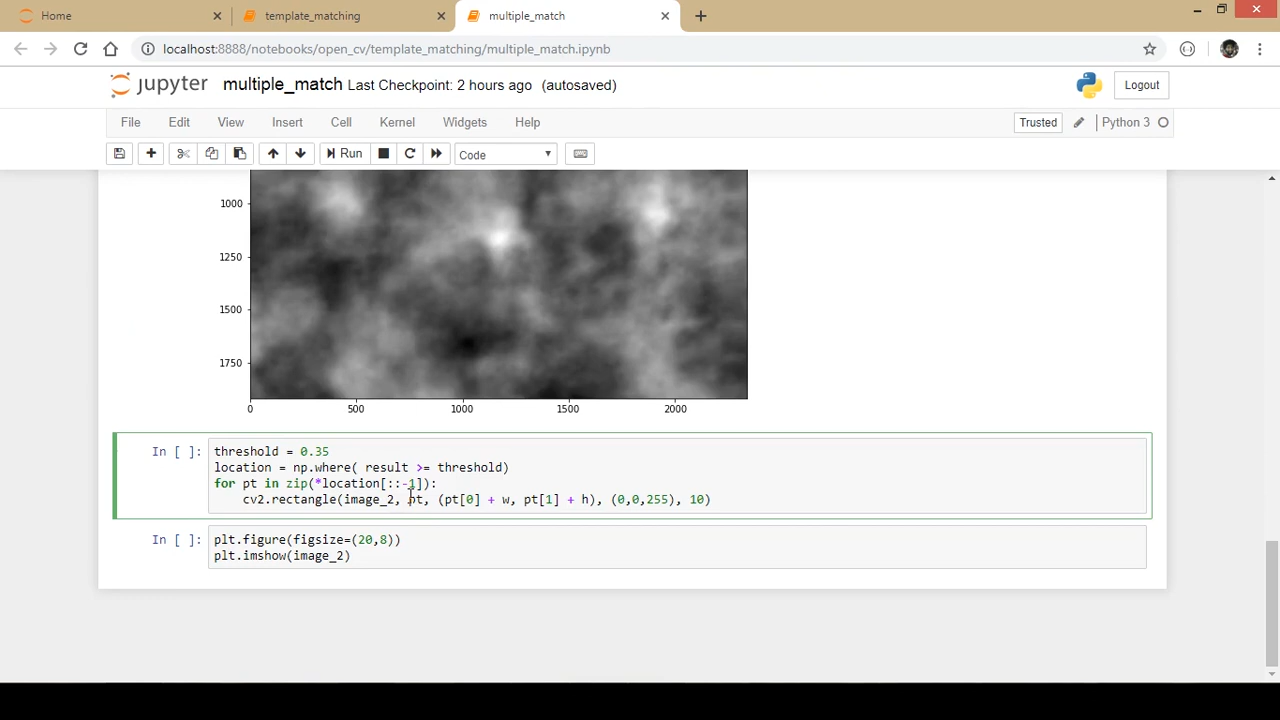 Home
template_matching
multiple_match
localhost:8888/notebooks/open_cv/template_matching/multiple_match.ipynb
jupyter multiple_match Last Checkpoint: 2 hours ago (autosaved)
Logout
File Edit View Insert Cell Kernel Widgets Help
Trusted Python 3
Run Code
1000
1250
1500
1750
0 500 1000 1500 2000
In [ ]: threshold = 0.35
location = np.where( result >= threshold)
for pt in zip(*location[::-1]):
cv2.rectangle(image_2, pt, (pt[0] + w, pt[1] + h), (0,0,255), 10)
In [ ]: plt.figure(figsize=(20,8))
plt.imshow(image_2)